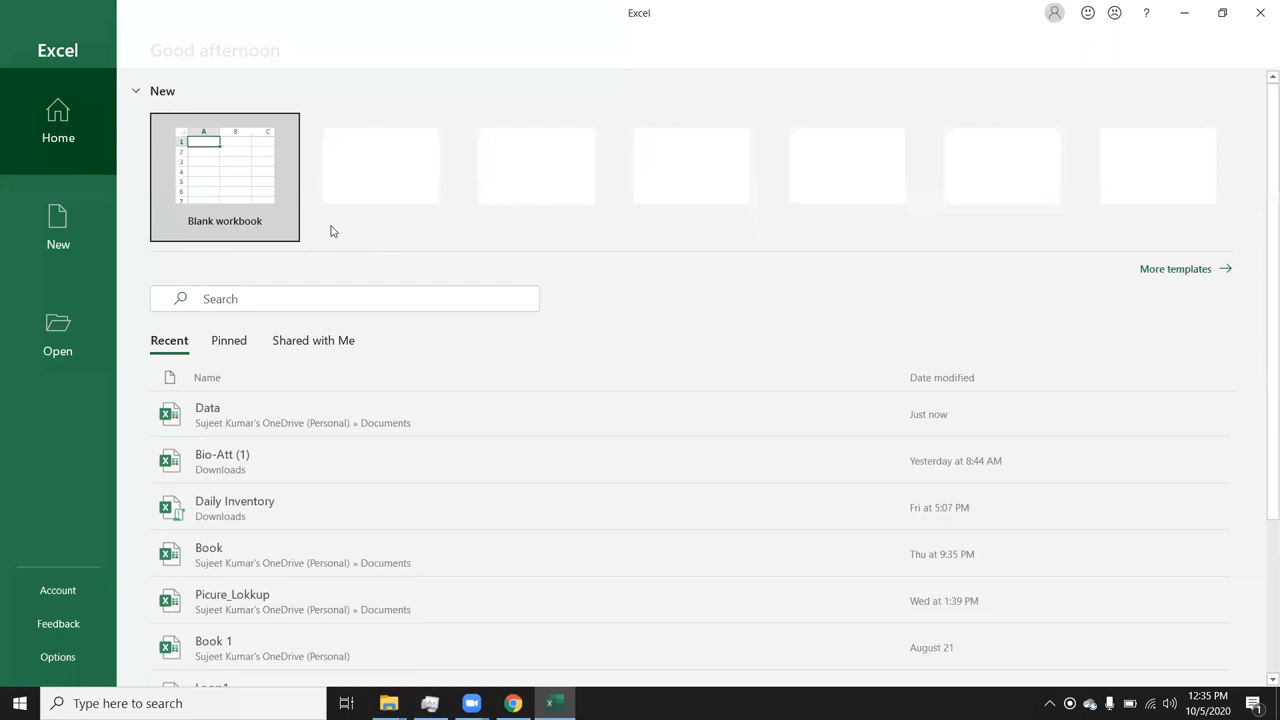 Excel
Excel
Good afternoon
Home
New
Open
Account
Feedback
Options
New
A B C
1
2
3
4
5
6
7
Blank workbook
More templates
Search
Recent Pinned Shared with Me
Name Date modified
Data
Sujeet Kumar's OneDrive (Personal) » Documents
Just now
Bio-Att (1)
Downloads
Yesterday at 8:44 AM
Daily Inventory
Downloads
Fri at 5:07 PM
Book
Sujeet Kumar's OneDrive (Personal) » Documents
Thu at 9:35 PM
Picure_Lokkup
Sujeet Kumar's OneDrive (Personal) » Documents
Wed at 1:39 PM
Book 1
Sujeet Kumar's OneDrive (Personal)
August 21
Type here to search
12:35 PM
10/5/2020
1